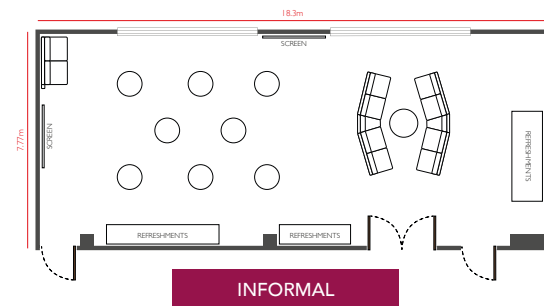 18.3m
SCREEN
7.77m
SCREEN
REFRESHMENTS
REFRESHMENTS
REFRESHMENTS
INFORMAL